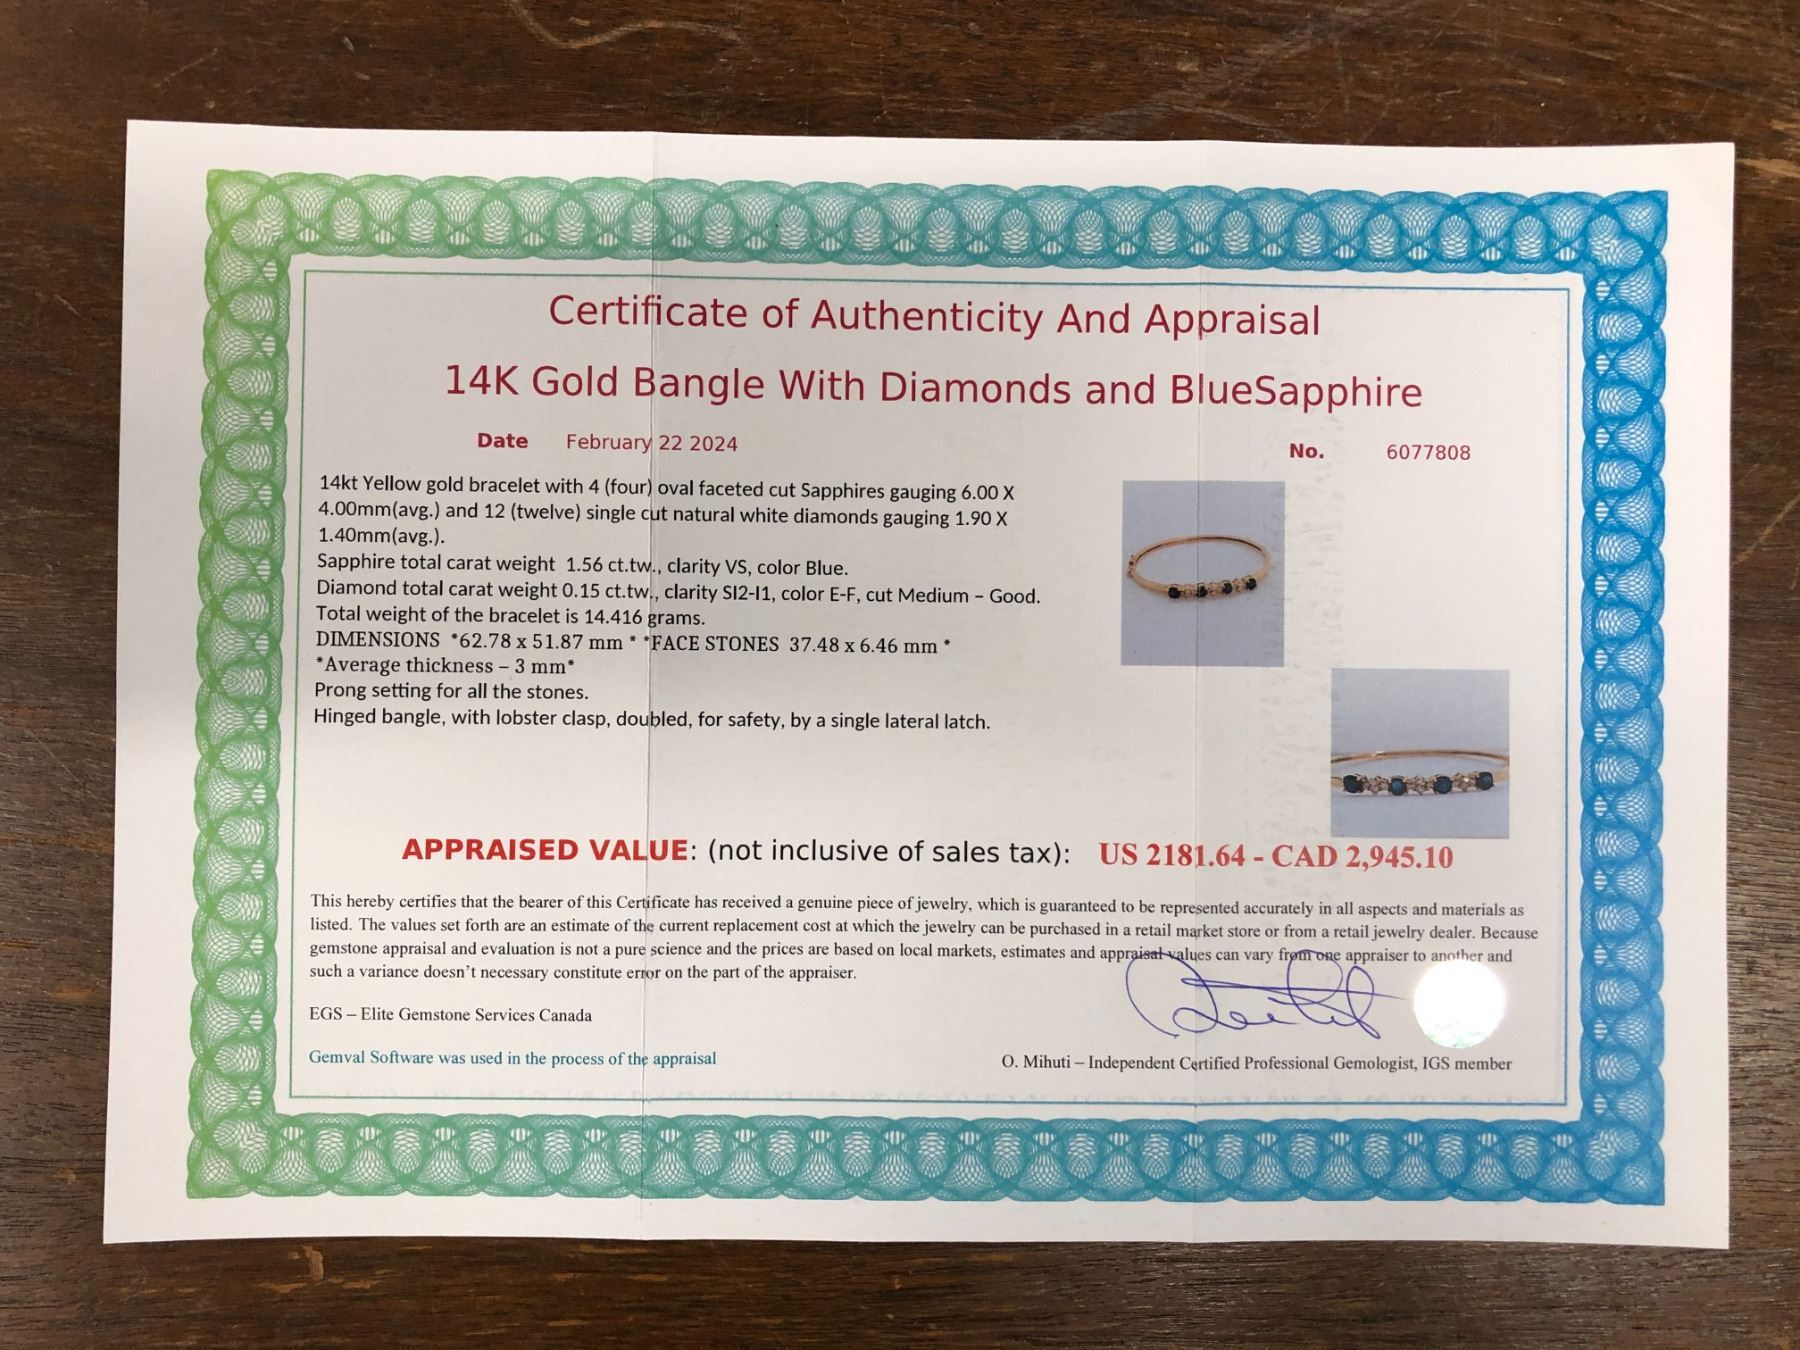 Certificate of Authenticity And Appraisal
14K Gold Bangle With Diamonds and BlueSapphire
Date February 22 2024 No. 6077808
14kt Yellow gold bracelet with 4 (four) oval faceted cut Sapphires gauging 6.00 X
4.00mm(avg.) and 12 (twelve) single cut natural white diamonds gauging 1.90 X
1.40mm(avg.).
Sapphire total carat weight 1.56 ct.tw., clarity VS, color Blue.
Diamond total carat weight 0.15 ct.tw., clarity SI2-I1, color E-F, cut Medium – Good.
Total weight of the bracelet is 14.416 grams.
DIMENSIONS *62.78 x 51.87 mm * *FACE STONES 37.48 x 6.46 mm *
*Average thickness – 3 mm*
Prong setting for all the stones.
Hinged bangle, with lobster clasp, doubled, for safety, by a single lateral latch.
APPRAISED VALUE: (not inclusive of sales tax): US 2181.64 - CAD 2,945.10
This hereby certifies that the bearer of this Certificate has received a genuine piece of jewelry, which is guaranteed to be represented accurately in all aspects and materials as
listed. The values set forth are an estimate of the current replacement cost at which the jewelry can be purchased in a retail market store or from a retail jewelry dealer. Because
gemstone appraisal and evaluation is not a pure science and the prices are based on local markets, estimates and appraisal values can vary from one appraiser to another and
such a variance doesn't necessary constitute error on the part of the appraiser.
EGS – Elite Gemstone Services Canada
Gemval Software was used in the process of the appraisal
O. Mihuti – Independent Certified Professional Gemologist, IGS member